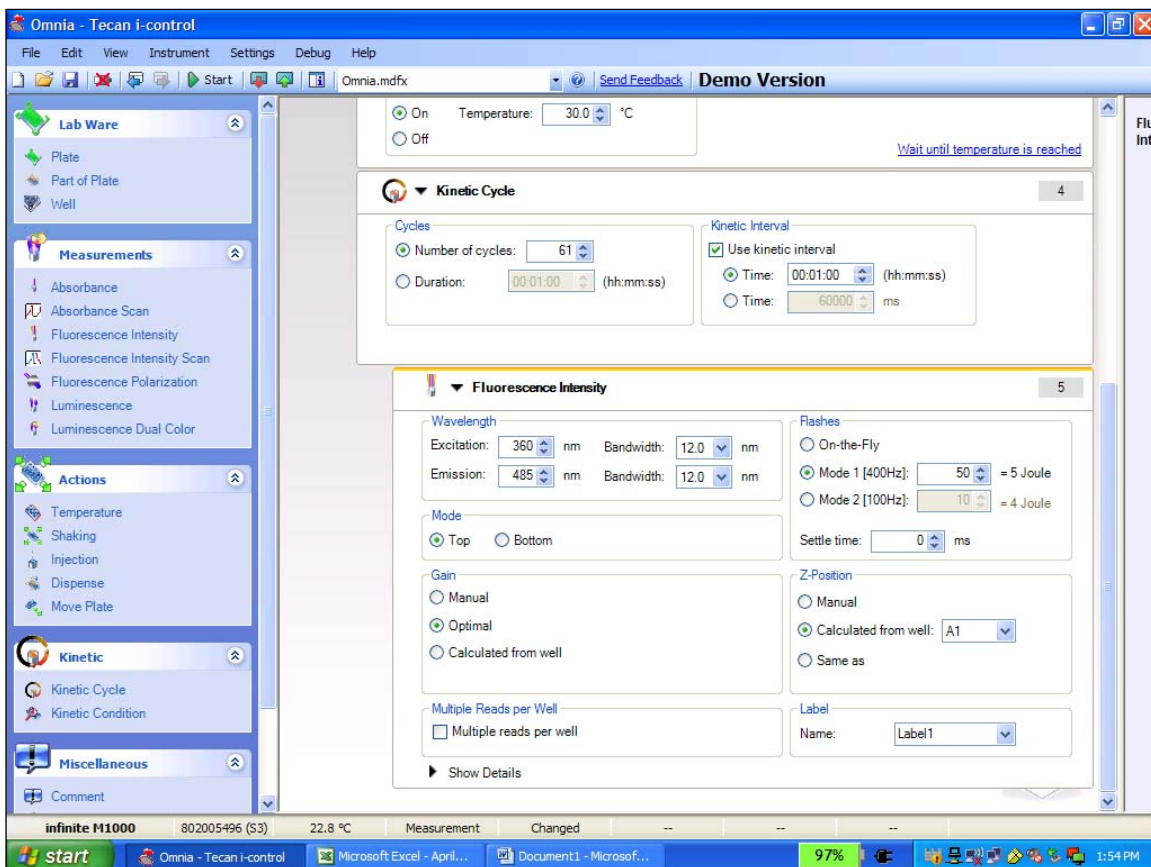 Omnia - Tecan i-control
File Edit View Instrument Settings Debug Help
Start Omnia.mdfx Send Feedback Demo Version
Lab Ware
Plate
Part of Plate
Well
Measurements
Absorbance
Absorbance Scan
Fluorescence Intensity
Fluorescence Intensity Scan
Fluorescence Polarization
Luminescence
Luminescence Dual Color
Actions
Temperature
Shaking
Injection
Dispense
Move Plate
Kinetic
Kinetic Cycle
Kinetic Condition
Miscellaneous
Comment
On Temperature: 30.0 °C
Off
Wait until temperature is reached
Kinetic Cycle 4
Cycles
Number of cycles: 61
Duration: 00:01:00 (hh:mm:ss)
Kinetic Interval
Use kinetic interval
Time: 00:01:00 (hh:mm:ss)
Time: 60000 ms
Fluorescence Intensity 5
Wavelength
Excitation: 360 nm Bandwidth: 12.0 nm
Emission: 485 nm Bandwidth: 12.0 nm
Mode
Top Bottom
Gain
Manual
Optimal
Calculated from well
Multiple Reads per Well
Multiple reads per well
Show Details
Flashes
On-the-Fly
Mode 1 [400Hz]: 50 = 5 Joule
Mode 2 [100Hz]: 10 = 4 Joule
Settle time: 0 ms
Z-Position
Manual
Calculated from well: A1
Same as
Label
Name: Label1
Flu
Int
infinite M1000 802005496 (S3) 22.8 °C Measurement Changed -- -- --
start Omnia - Tecan i-control Microsoft Excel - April... Document1 - Microsof... 97% 1:54 PM